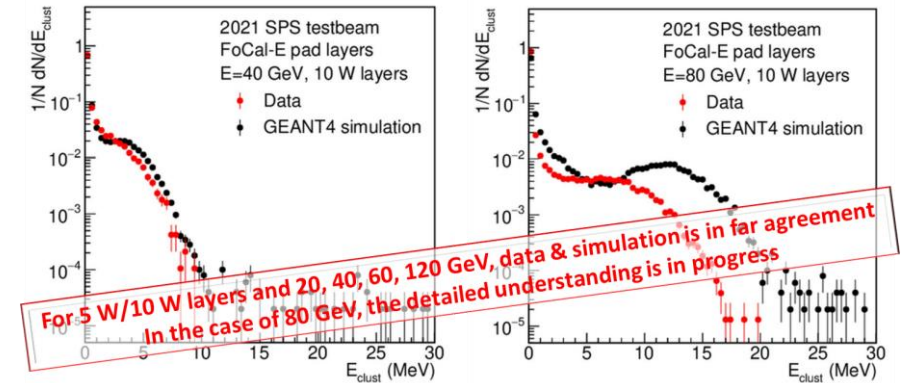 1/N dN/dE_clust
2021 SPS testbeam
FoCal-E pad layers
E=40 GeV, 10 W layers
Data
GEANT4 simulation
1
10⁻¹
10⁻²
10⁻³
10⁻⁴
10⁻⁵
0 5 10 15 20 25 30
E_clust (MeV)
1/N dN/dE_clust
2021 SPS testbeam
FoCal-E pad layers
E=80 GeV, 10 W layers
Data
GEANT4 simulation
1
10⁻¹
10⁻²
10⁻³
10⁻⁴
10⁻⁵
0 5 10 15 20 25 30
E_clust (MeV)
For 5 W/10 W layers and 20, 40, 60, 120 GeV, data & simulation is in far agreement
In the case of 80 GeV, the detailed understanding is in progress